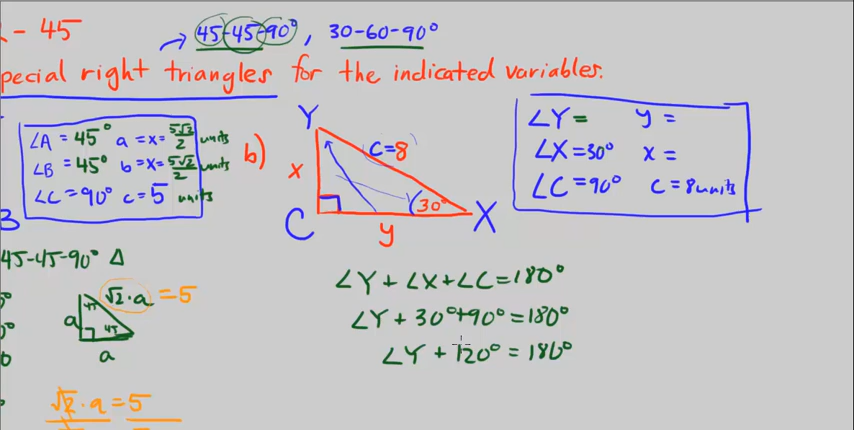 - 45
45-45-90°, 30-60-90°
pecial right triangles for the indicated variables.
∠A = 45° a = x = 5√2/2 units
∠B = 45° b = x = 5√2/2 units
∠C = 90° c = 5 units
b)
Y
c=8
x
30°
C
y
X
∠Y = y =
∠X = 30° x =
∠C = 90° c = 8 units
B
45-45-90° Δ
√2·a = 5
a
45
45
a
√2·a = 5
∠Y + ∠X + ∠C = 180°
∠Y + 30° + 90° = 180°
∠Y + 120° = 180°